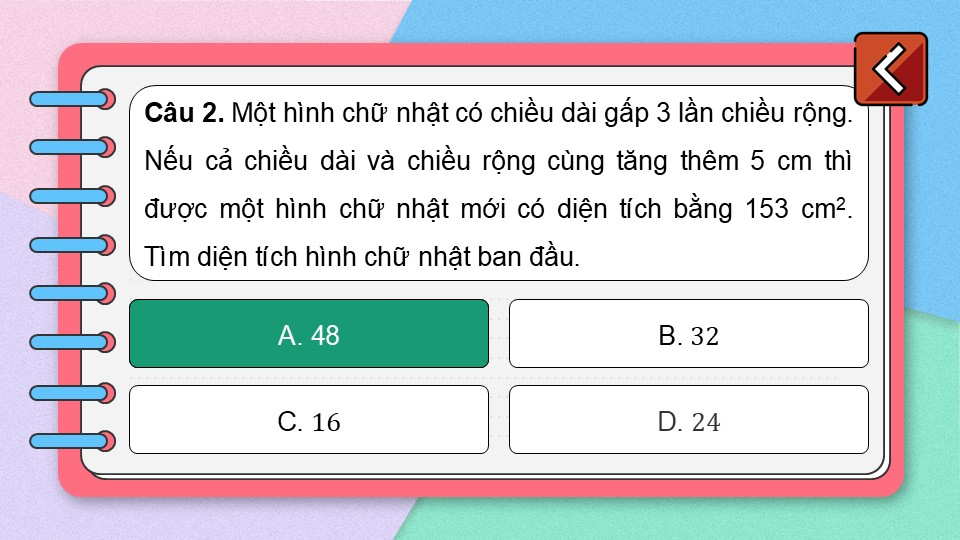 Câu 2. Một hình chữ nhật có chiều dài gấp 3 lần chiều rộng.
Nếu cả chiều dài và chiều rộng cùng tăng thêm 5 cm thì
được một hình chữ nhật mới có diện tích bằng 153 cm².
Tìm diện tích hình chữ nhật ban đầu.
A. 48
B. 32
C. 16
D. 24